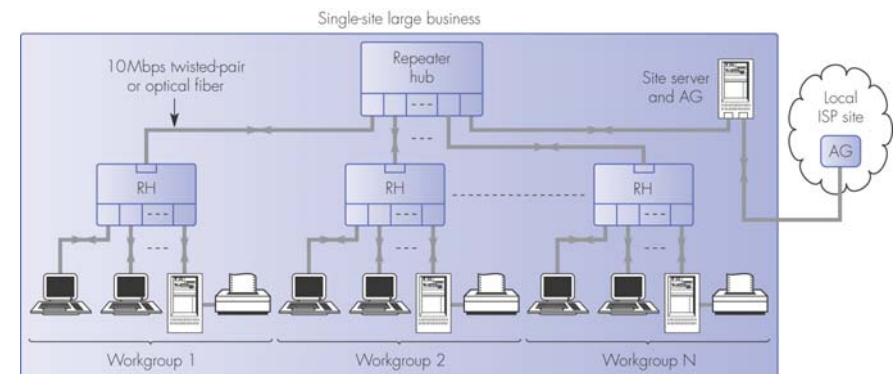 Single-site large business
10Mbps twisted-pair
or optical fiber
Repeater
hub
Site server
and AG
Local
ISP site
AG
RH
RH
RH
Workgroup 1
Workgroup 2
Workgroup N